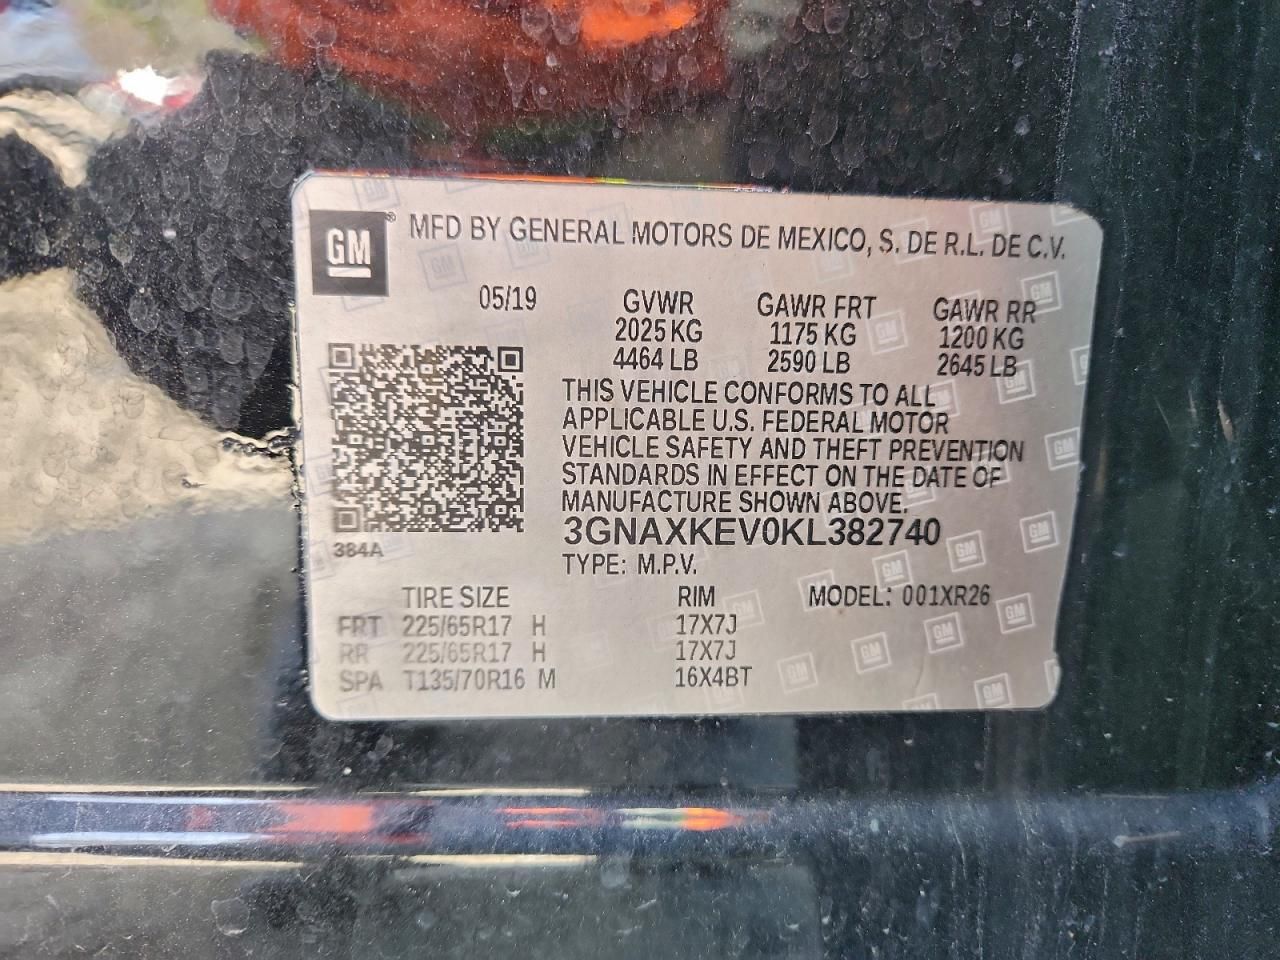 GM® MFD BY GENERAL MOTORS DE MEXICO, S. DE R.L. DE C.V.
05/19 GVWR GAWR FRT GAWR RR
2025 KG 1175 KG 1200 KG
4464 LB 2590 LB 2645 LB
THIS VEHICLE CONFORMS TO ALL
APPLICABLE U.S. FEDERAL MOTOR
VEHICLE SAFETY AND THEFT PREVENTION
STANDARDS IN EFFECT ON THE DATE OF
MANUFACTURE SHOWN ABOVE.
3GNAXKEV0KL382740
384A
TYPE: M.P.V.
TIRE SIZE RIM MODEL: 001XR26
FRT 225/65R17 H 17X7J
RR 225/65R17 H 17X7J
SPA T135/70R16 M 16X4BT